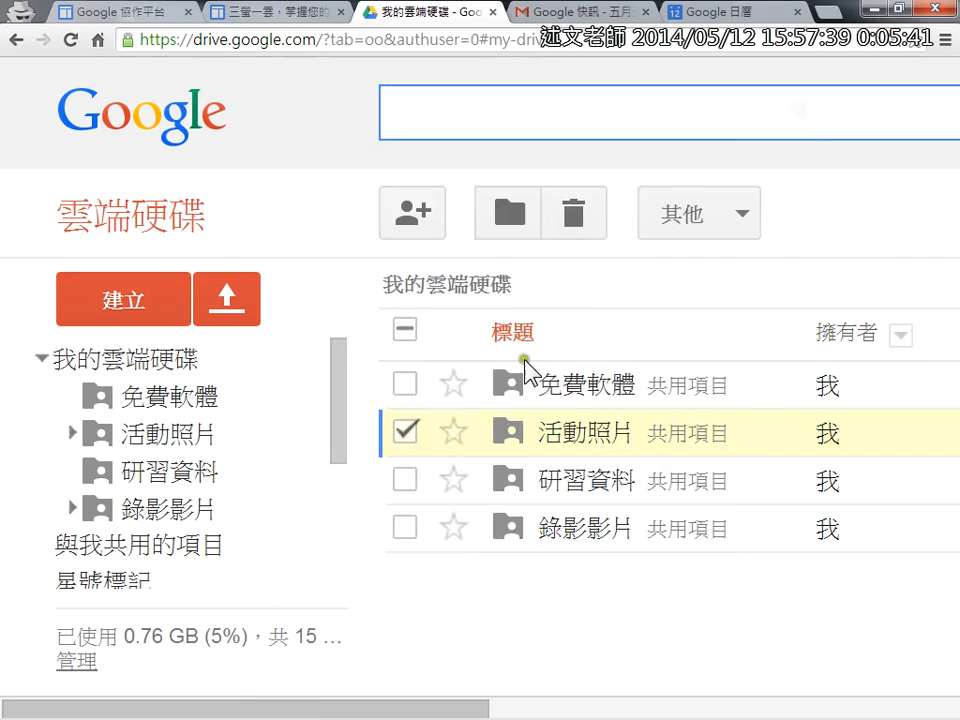 Google 協作平台
三螢一雲，掌握您的
我的雲端硬碟 - Goo
Google 快訊 - 五月
12 Google 日曆
https://drive.google.com/?tab=oo&authuser=0#my-driv
述文老師 2014/05/12 15:57:39 0:05:41
Google
雲端硬碟
其他
建立
我的雲端硬碟
標題 擁有者
免費軟體 共用項目 我
活動照片 共用項目 我
研習資料 共用項目 我
錄影影片 共用項目 我
我的雲端硬碟
免費軟體
活動照片
研習資料
錄影影片
與我共用的項目
星號標記
已使用 0.76 GB (5%)，共 15 …
管理